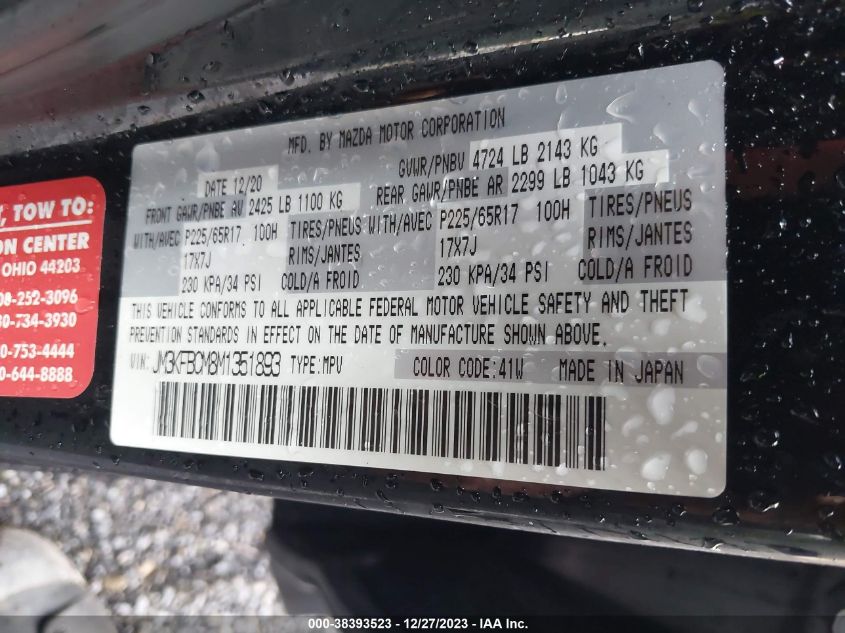 MFD. BY MAZDA MOTOR CORPORATION
DATE 12/20 GVWR/PNBV 4724 LB 2143 KG
FRONT GAWR/PNBE AV 2425 LB 1100 KG REAR GAWR/PNBE AR 2299 LB 1043 KG
WITH/AVEC P225/65R17 100H TIRES/PNEUS WITH/AVEC P225/65R17 100H TIRES/PNEUS
17X7J RIMS/JANTES 17X7J RIMS/JANTES
230 KPA/34 PSI COLD/A FROID 230 KPA/34 PSI COLD/A FROID
THIS VEHICLE CONFORMS TO ALL APPLICABLE FEDERAL MOTOR VEHICLE SAFETY AND THEFT
PREVENTION STANDARDS IN EFFECT ON THE DATE OF MANUFACTURE SHOWN ABOVE.
VIN: JM3KFBCM8M1351893 TYPE:MPV COLOR CODE:41W MADE IN JAPAN
, TOW TO:
ON CENTER
OHIO 44203
08-252-3096
30-734-3930
0-753-4444
0-644-8888
000-38393523 - 12/27/2023 - IAA Inc.